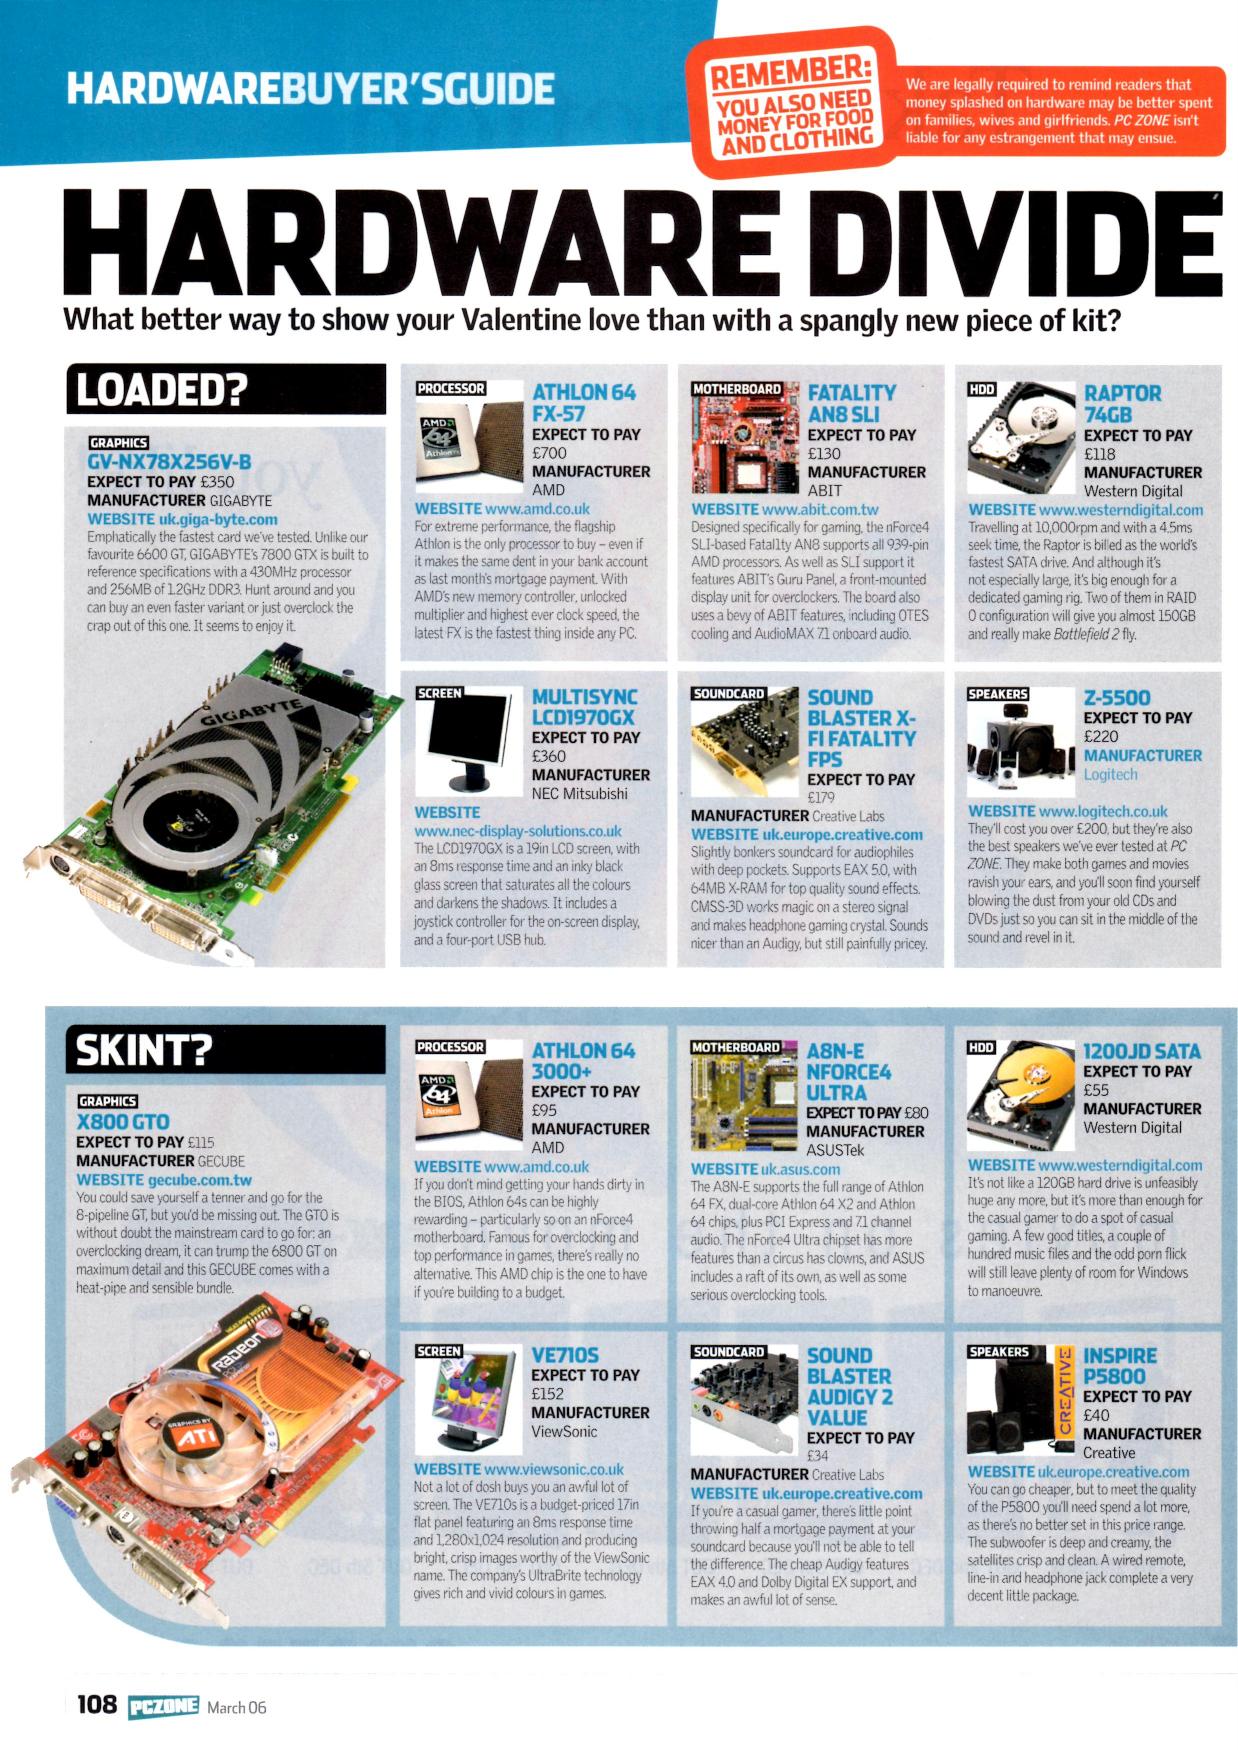 HARDWAREBUYER'SGUIDE
REMEMBER:
YOU ALSO NEED
MONEY FOR FOOD
AND CLOTHING
We are legally required to remind readers that
money splashed on hardware may be better spent
on families, wives and girlfriends. PC ZONE isn't
liable for any estrangement that may ensue.
HARDWARE DIVIDE
What better way to show your Valentine love than with a spangly new piece of kit?
LOADED?
GRAPHICS
GV-NX78X256V-B
EXPECT TO PAY £350
MANUFACTURER GIGABYTE
WEBSITE uk.giga-byte.com
Emphatically the fastest card we've tested. Unlike our
favourite 6600 GT, GIGABYTE'S 7800 GTX is built to
reference specifications with a 430MHz processor
and 256MB of 1.2GHz DDR3. Hunt around and you
can buy an even faster variant or just overclock the
crap out of this one. It seems to enjoy it.
GIGABYTE
PROCESSOR
AMD
64
Athlon
ATHLON 64
FX-57
EXPECT TO PAY
£700
MANUFACTURER
AMD
WEBSITE www.amd.co.uk
For extreme performance, the flagship
Athlon is the only processor to buy – even if
it makes the same dent in your bank account
as last month's mortgage payment. With
AMD's new memory controller, unlocked
multiplier and highest ever clock speed, the
latest FX is the fastest thing inside any PC.
MOTHERBOARD
FATAL1TY
AN8 SLI
EXPECT TO PAY
£130
MANUFACTURER
ABIT
WEBSITE www.abit.com.tw
Designed specifically for gaming, the nForce4
SLI-based Fatal1ty AN8 supports all 939-pin
AMD processors. As well as SLI support it
features ABIT's Guru Panel, a front-mounted
display unit for overclockers. The board also
uses a bevy of ABIT features, including OTES
cooling and AudioMAX 7.1 onboard audio.
HDD
RAPTOR
74GB
EXPECT TO PAY
£118
MANUFACTURER
Western Digital
WEBSITE www.westerndigital.com
Travelling at 10,000rpm and with a 4.5ms
seek time, the Raptor is billed as the world's
fastest SATA drive. And although it's
not especially large, it's big enough for a
dedicated gaming rig. Two of them in RAID
0 configuration will give you almost 150GB
and really make Battlefield 2 fly.
SCREEN
MULTISYNC
LCD1970GX
EXPECT TO PAY
£360
MANUFACTURER
NEC Mitsubishi
WEBSITE
www.nec-display-solutions.co.uk
The LCD1970GX is a 19in LCD screen, with
an 8ms response time and an inky black
glass screen that saturates all the colours
and darkens the shadows. It includes a
joystick controller for the on-screen display,
and a four-port USB hub.
SOUNDCARD
SOUND
BLASTER X-
FI FATAL1TY
FPS
EXPECT TO PAY
£179
MANUFACTURER Creative Labs
WEBSITE uk.europe.creative.com
Slightly bonkers soundcard for audiophiles
with deep pockets. Supports EAX 5.0, with
64MB X-RAM for top quality sound effects.
CMSS-3D works magic on a stereo signal
and makes headphone gaming crystal. Sounds
nicer than an Audigy, but still painfully pricey.
SPEAKERS
Z-5500
EXPECT TO PAY
£220
MANUFACTURER
Logitech
WEBSITE www.logitech.co.uk
They'll cost you over £200, but they're also
the best speakers we've ever tested at PC
ZONE. They make both games and movies
ravish your ears, and you'll soon find yourself
blowing the dust from your old CDs and
DVDs just so you can sit in the middle of the
sound and revel in it.
SKINT?
GRAPHICS
X800 GTO
EXPECT TO PAY £115
MANUFACTURER GECUBE
WEBSITE gecube.com.tw
You could save yourself a tenner and go for the
8-pipeline GT, but you'd be missing out. The GTO is
without doubt the mainstream card to go for: an
overclocking dream, it can trump the 6800 GT on
maximum detail and this GECUBE comes with a
heat-pipe and sensible bundle.
RADEON
GRAPHICS BY
ATI
PROCESSOR
AMD
64
Athlon
ATHLON 64
3000+
EXPECT TO PAY
£95
MANUFACTURER
AMD
WEBSITE www.amd.co.uk
If you don't mind getting your hands dirty in
the BIOS, Athlon 64s can be highly
rewarding – particularly so on an nForce4
motherboard. Famous for overclocking and
top performance in games, there's really no
alternative. This AMD chip is the one to have
if you're building to a budget.
MOTHERBOARD
A8N-E
NFORCE4
ULTRA
EXPECT TO PAY £80
MANUFACTURER
ASUSTek
WEBSITE uk.asus.com
The A8N-E supports the full range of Athlon
64 FX, dual-core Athlon 64 X2 and Athlon
64 chips, plus PCI Express and 7.1 channel
audio. The nForce4 Ultra chipset has more
features than a circus has clowns, and ASUS
includes a raft of its own, as well as some
serious overclocking tools.
HDD
1200JD SATA
EXPECT TO PAY
£55
MANUFACTURER
Western Digital
WEBSITE www.westerndigital.com
It's not like a 120GB hard drive is unfeasibly
huge any more, but it's more than enough for
the casual gamer to do a spot of casual
gaming. A few good titles, a couple of
hundred music files and the odd porn flick
will still leave plenty of room for Windows
to manoeuvre.
SCREEN
VE710S
EXPECT TO PAY
£152
MANUFACTURER
ViewSonic
WEBSITE www.viewsonic.co.uk
Not a lot of dosh buys you an awful lot of
screen. The VE710s is a budget-priced 17in
flat panel featuring an 8ms response time
and 1,280x1,024 resolution and producing
bright, crisp images worthy of the ViewSonic
name. The company's UltraBrite technology
gives rich and vivid colours in games.
SOUNDCARD
SOUND
BLASTER
AUDIGY 2
VALUE
EXPECT TO PAY
£34
MANUFACTURER Creative Labs
WEBSITE uk.europe.creative.com
If you're a casual gamer, there's little point
throwing half a mortgage payment at your
soundcard because you'll not be able to tell
the difference. The cheap Audigy features
EAX 4.0 and Dolby Digital EX support, and
makes an awful lot of sense.
SPEAKERS
CREATIVE
INSPIRE
P5800
EXPECT TO PAY
£40
MANUFACTURER
Creative
WEBSITE uk.europe.creative.com
You can go cheaper, but to meet the quality
of the P5800 you'll need spend a lot more,
as there's no better set in this price range.
The subwoofer is deep and creamy, the
satellites crisp and clean. A wired remote,
line-in and headphone jack complete a very
decent little package.
108 PCZONE March 06